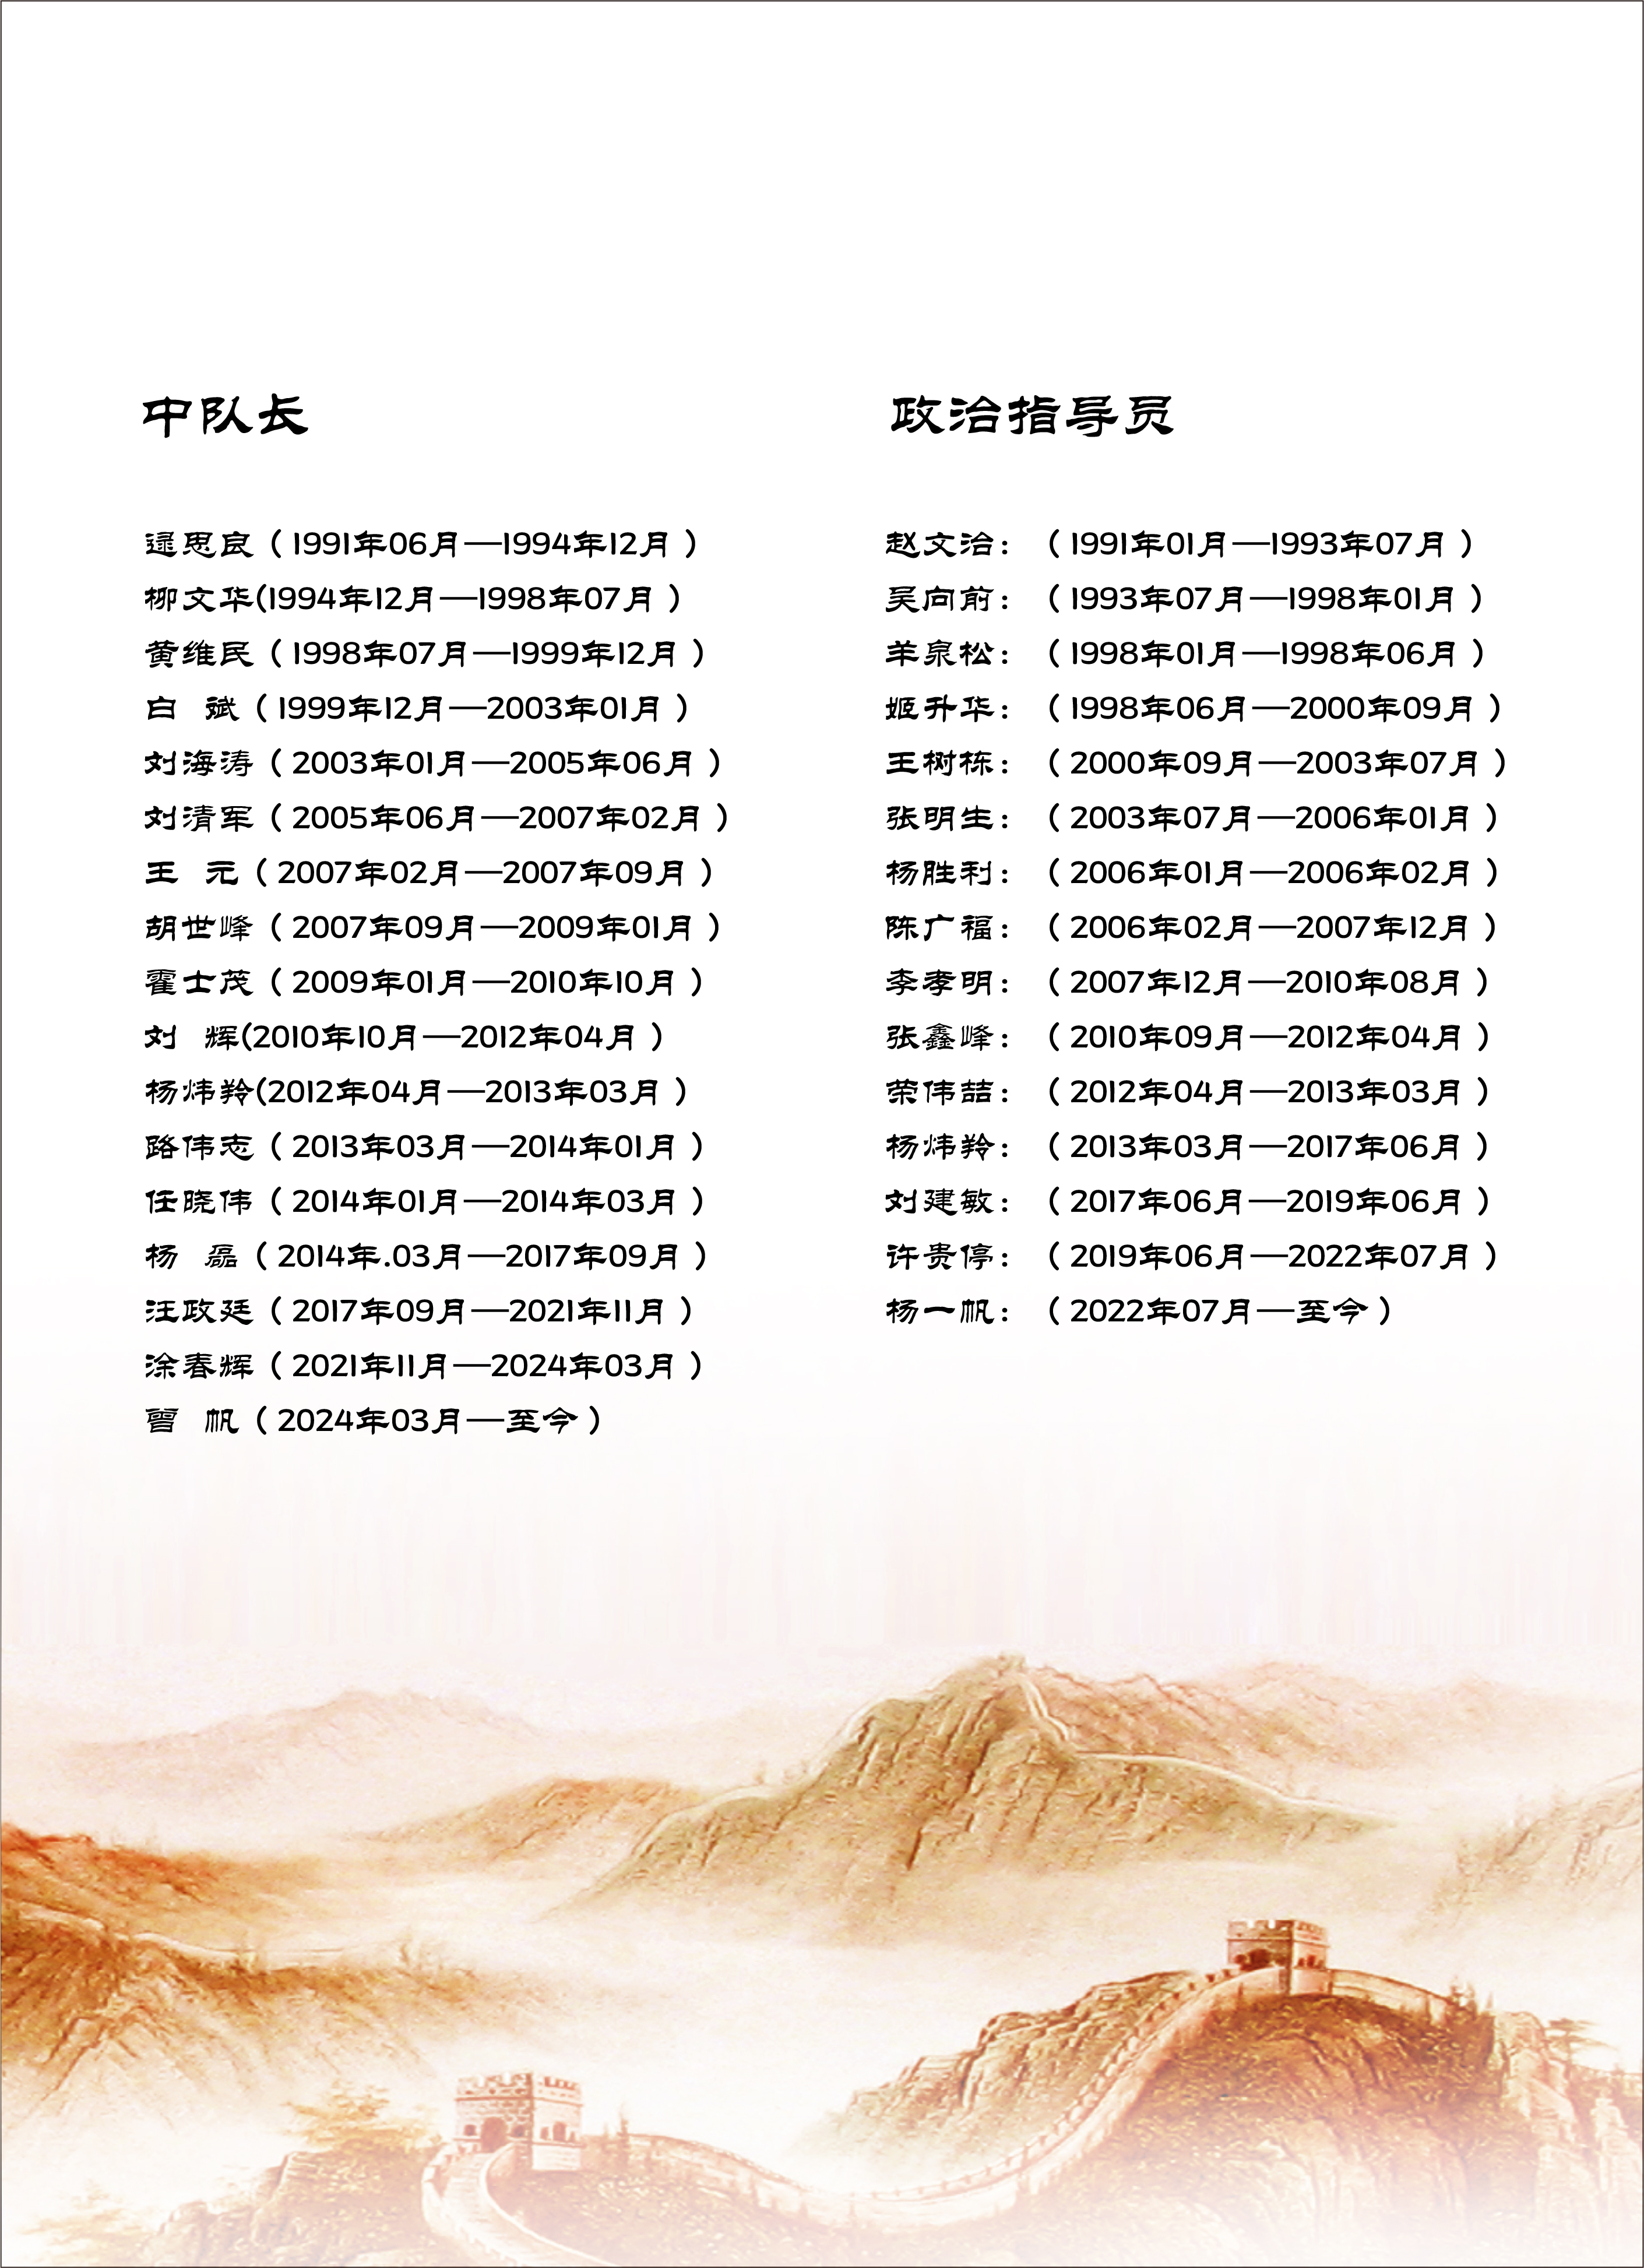 中队长
逯思良（1991年06月—1994年12月）
柳文华(1994年12月—1998年07月）
黄维民（1998年07月—1999年12月）
白 斌（1999年12月—2003年01月）
刘海涛（2003年01月—2005年06月）
刘清军（2005年06月—2007年02月）
王 元（2007年02月—2007年09月）
胡世峰（2007年09月—2009年01月）
霍士茂（2009年01月—2010年10月）
刘 辉(2010年10月—2012年04月）
杨炜羚(2012年04月—2013年03月）
路伟志（2013年03月—2014年01月）
任晓伟（2014年01月—2014年03月）
杨 磊（2014年.03月—2017年09月）
汪政廷（2017年09月—2021年11月）
涂春辉（2021年11月—2024年03月）
曾 帆（2024年03月—至今）
政治指导员
赵文治：（1991年01月—1993年07月）
吴向前：（1993年07月—1998年01月）
羊泉松：（1998年01月—1998年06月）
姬升华：（1998年06月—2000年09月）
王树栋：（2000年09月—2003年07月）
张明生：（2003年07月—2006年01月）
杨胜利：（2006年01月—2006年02月）
陈广福：（2006年02月—2007年12月）
李孝明：（2007年12月—2010年08月）
张鑫峰：（2010年09月—2012年04月）
荣伟喆：（2012年04月—2013年03月）
杨炜羚：（2013年03月—2017年06月）
刘建敏：（2017年06月—2019年06月）
许贵停：（2019年06月—2022年07月）
杨一帆：（2022年07月—至今）